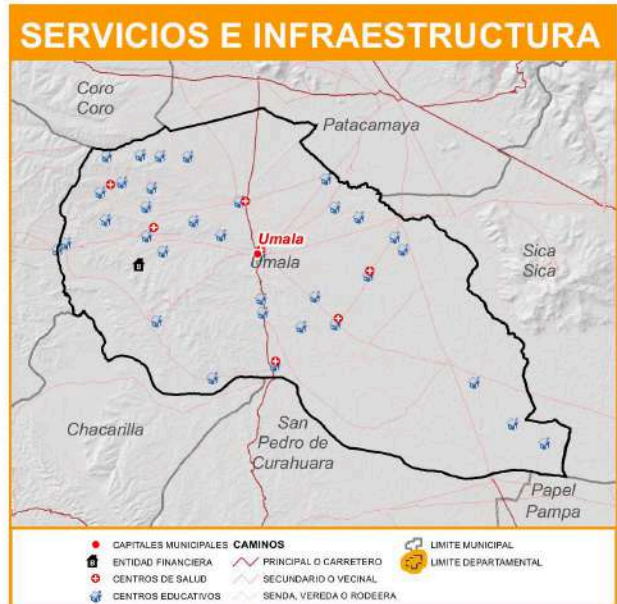 SERVICIOS E INFRAESTRUCTURA
Coro
Coro
Patacamaya
Umala
Umala
Sica
Sica
Chacarilla
San
Pedro de
Curahuara
Papel
Pampa
CAPITALES MUNICIPALES
ENTIDAD FINANCIERA
CENTROS DE SALUD
CENTROS EDUCATIVOS
CAMINOS
PRINCIPAL O CARRETERO
SECUNDARIO O VECINAL
SENDA, VEREDA O RODEERA
LIMITE MUNICIPAL
LIMITE DEPARTAMENTAL